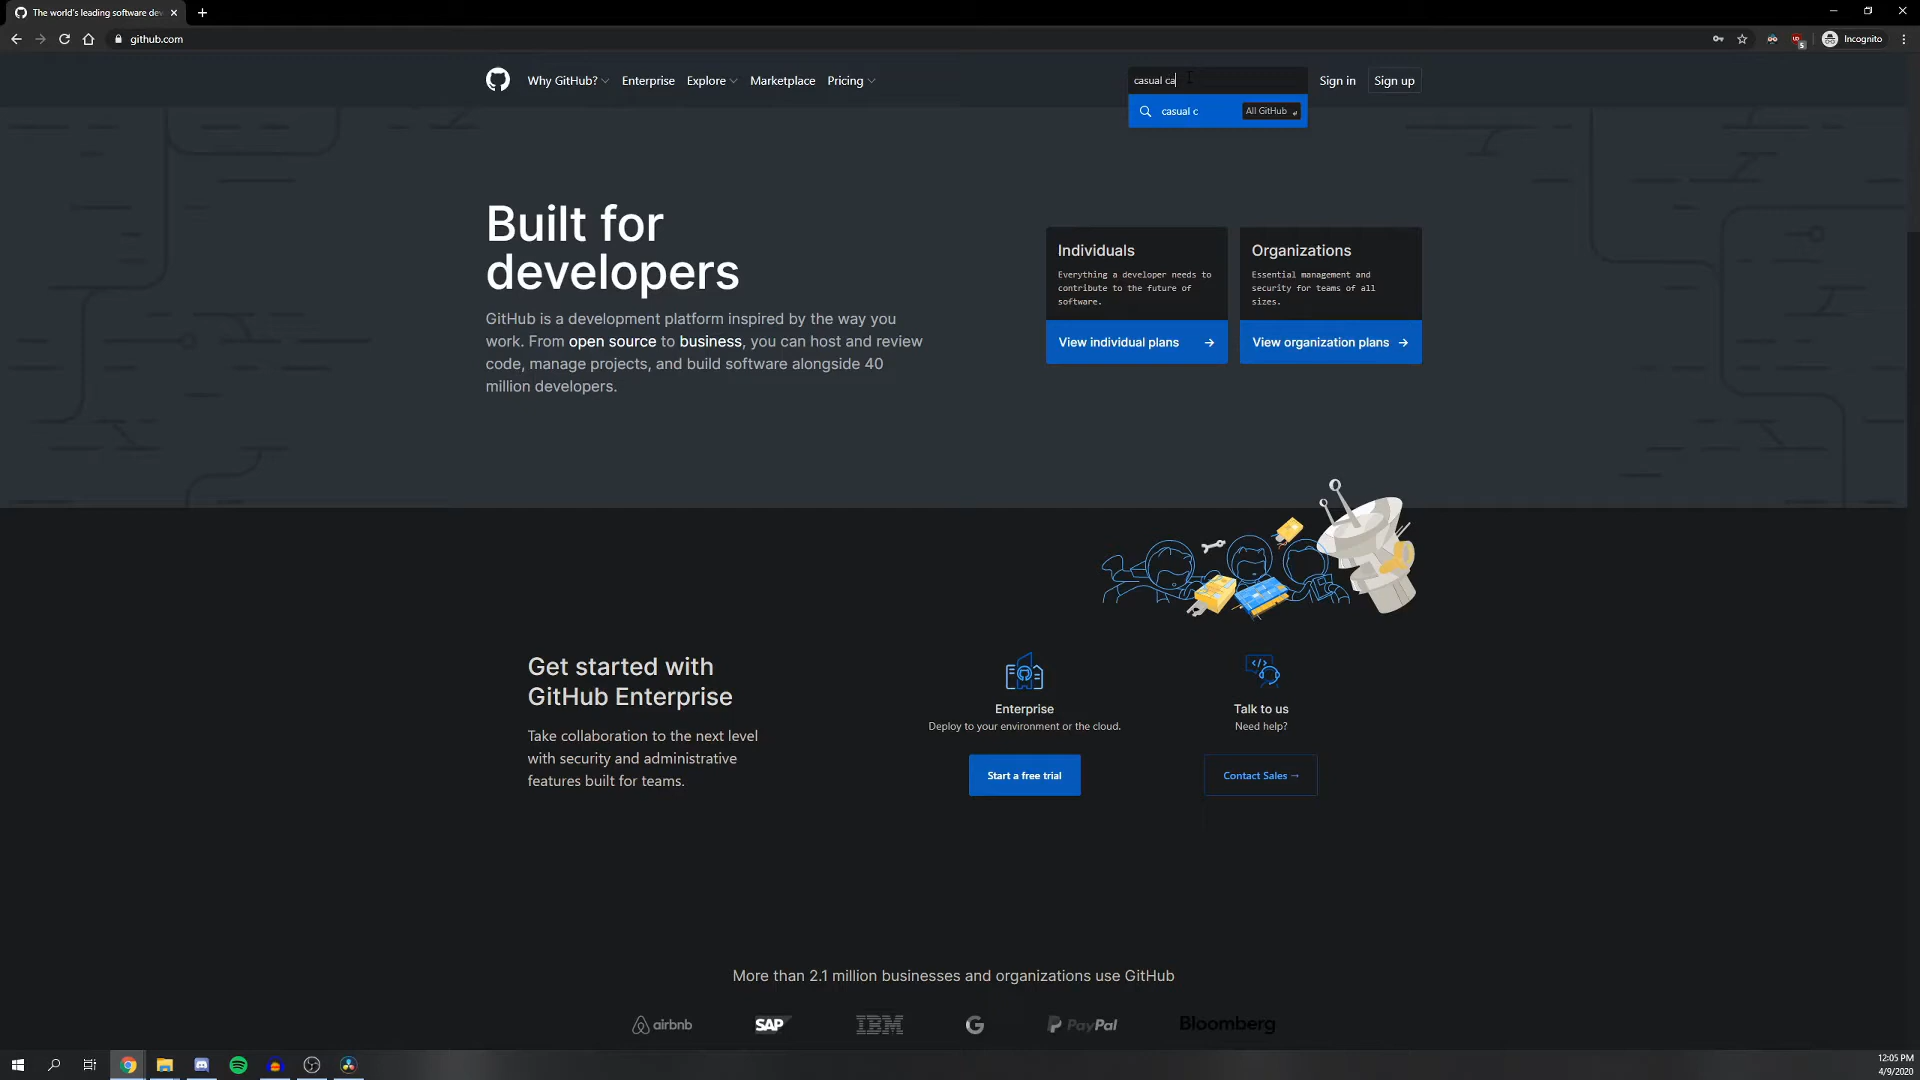 The world's leading software dev
github.com
Incognito
Why GitHub?
Enterprise
Explore
Marketplace
Pricing
casual ca
Sign in
Sign up
casual c
All GitHub
Built for
developers
GitHub is a development platform inspired by the way you
work. From open source to business, you can host and review
code, manage projects, and build software alongside 40
million developers.
Individuals
Everything a developer needs to
contribute to the future of
software.
View individual plans →
Organizations
Essential management and
security for teams of all
sizes.
View organization plans →
Get started with
GitHub Enterprise
Take collaboration to the next level
with security and administrative
features built for teams.
Enterprise
Deploy to your environment or the cloud.
Start a free trial
Talk to us
Need help?
Contact Sales →
More than 2.1 million businesses and organizations use GitHub
airbnb
SAP
IBM
G
PayPal
Bloomberg
12:05 PM
4/9/2020